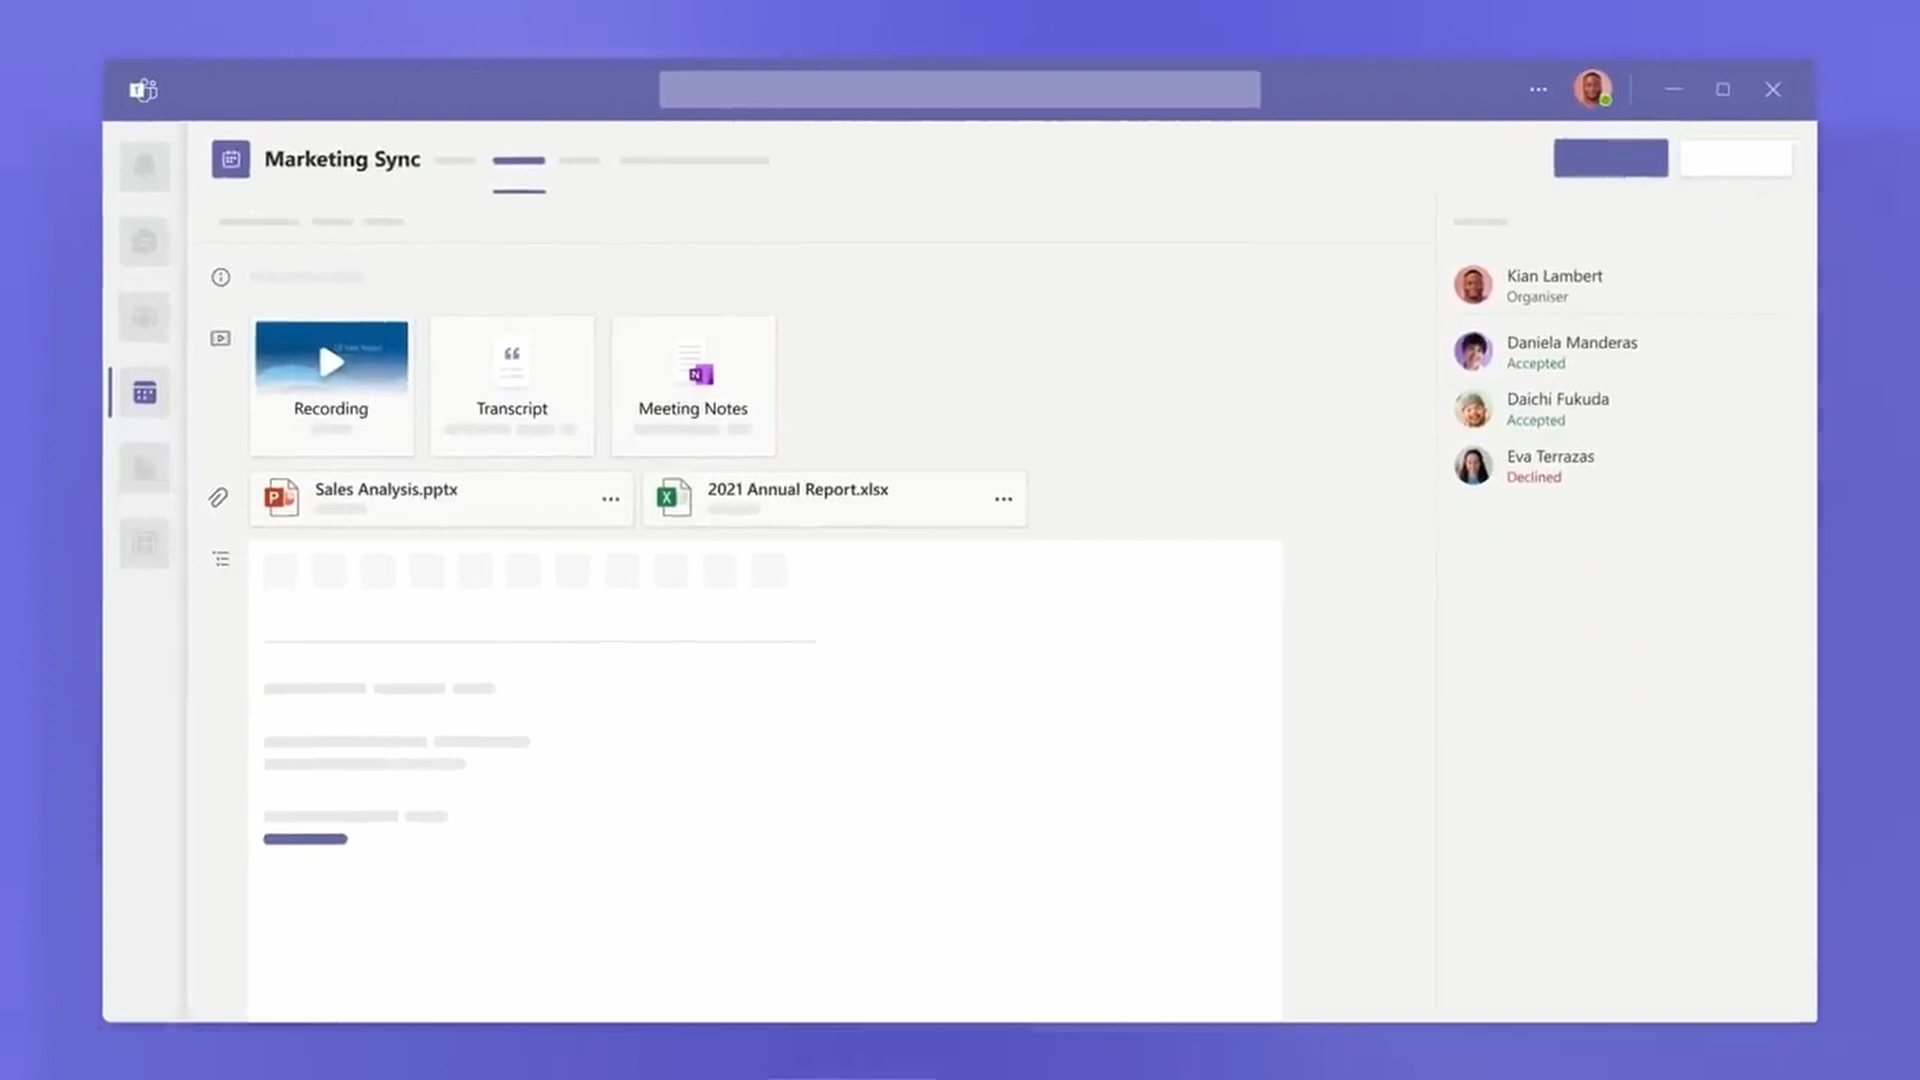 Marketing Sync
Recording
Transcript
Meeting Notes
Sales Analysis.pptx
2021 Annual Report.xlsx
Kian Lambert
Organiser
Daniela Manderas
Accepted
Daichi Fukuda
Accepted
Eva Terrazas
Declined